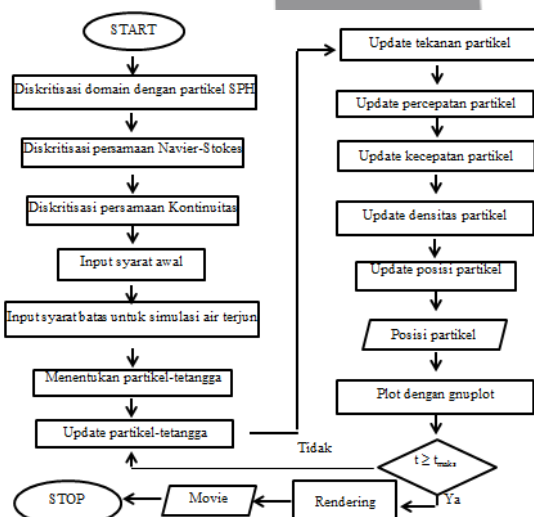 START
Diskritisasi domain dengan partikel SPH
Diskritisasi persamaan Navier-Stokes
Diskritisasi persamaan Kontinuitas
Input syarat awal
Input syarat batas untuk simulasi air terjun
Menentukan partikel-tetangga
Update partikel-tetangga
Update tekanan partikel
Update percepatan partikel
Update kecepatan partikel
Update densitas partikel
Update posisi partikel
Posisi partikel
Plot dengan gnuplot
t ≥ tmaks
Tidak
Ya
Rendering
Movie
STOP